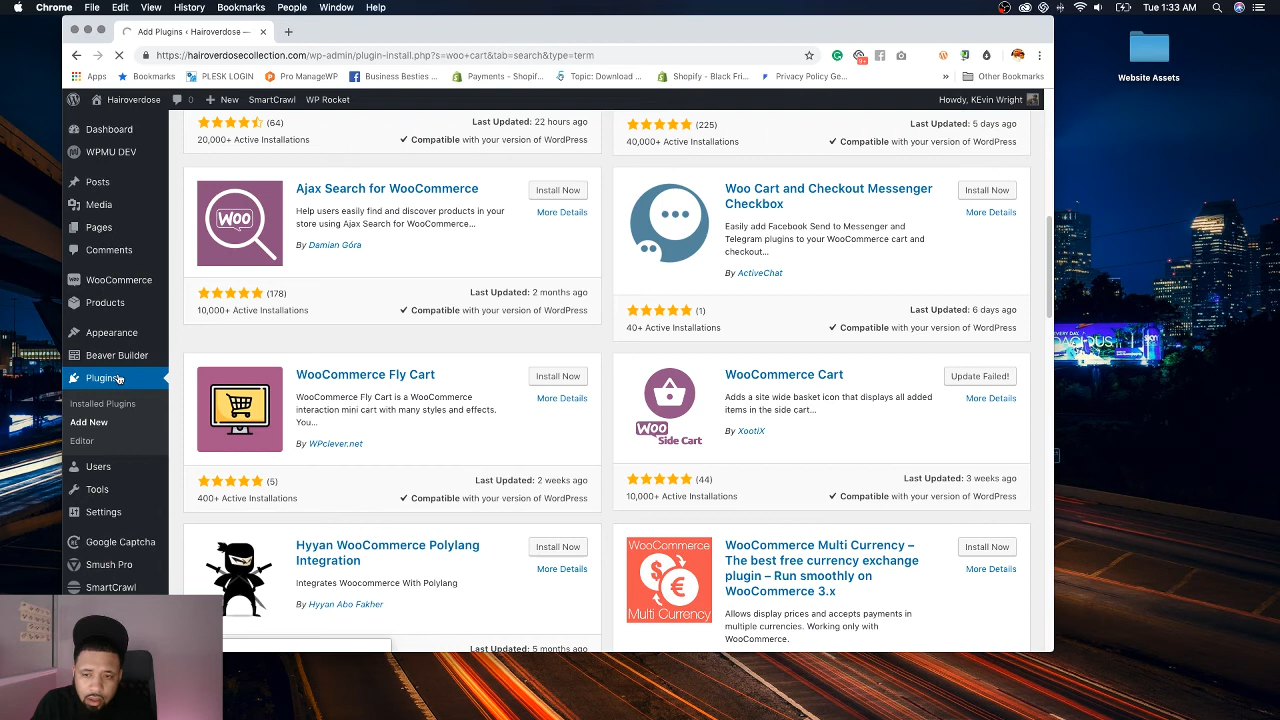 Chrome File Edit View History Bookmarks People Window Help Tue 1:33 AM
Add Plugins ‹ Hairoverdose —
https://hairoverdosecollection.com/wp-admin/plugin-install.php?s=woo+cart&tab=search&type=term
Apps Bookmarks PLESK LOGIN Pro ManageWP Business Besties ... Payments - Shopif... Topic: Download ... Shopify - Black Fri... Privacy Policy Ge... » Other Bookmarks
Hairoverdose 0 + New SmartCrawl WP Rocket Howdy, KEvin Wright
Website Assets
Dashboard
WPMU DEV
Posts
Media
Pages
Comments
WooCommerce
Products
Appearance
Beaver Builder
Plugins
Installed Plugins
Add New
Editor
Users
Tools
Settings
Google Captcha
Smush Pro
SmartCrawl
(64) Last Updated: 22 hours ago
20,000+ Active Installations ✓ Compatible with your version of WordPress
(225) Last Updated: 5 days ago
40,000+ Active Installations ✓ Compatible with your version of WordPress
WOO
Ajax Search for WooCommerce
Install Now
More Details
Help users easily find and discover products in your
store using Ajax Search for WooCommerce...
By Damian Góra
(178) Last Updated: 2 months ago
10,000+ Active Installations ✓ Compatible with your version of WordPress
Woo Cart and Checkout Messenger
Checkbox
Install Now
More Details
Easily add Facebook Send to Messenger and
Telegram plugins to your WooCommerce cart and
checkout...
By ActiveChat
(1) Last Updated: 6 days ago
40+ Active Installations ✓ Compatible with your version of WordPress
WooCommerce Fly Cart
Install Now
More Details
WooCommerce Fly Cart is a WooCommerce
interaction mini cart with many styles and effects.
You...
By WPclever.net
(5) Last Updated: 2 weeks ago
400+ Active Installations ✓ Compatible with your version of WordPress
WOO
Side Cart
WooCommerce Cart
Update Failed!
More Details
Adds a site wide basket icon that displays all added
items in the side cart...
By XootiX
(44) Last Updated: 3 weeks ago
10,000+ Active Installations ✓ Compatible with your version of WordPress
Hyyan WooCommerce Polylang
Integration
Install Now
More Details
Integrates Woocommerce With Polylang
By Hyyan Abo Fakher
5 months ago
WooCommerce
Multi Currency
WooCommerce Multi Currency –
The best free currency exchange
plugin – Run smoothly on
WooCommerce 3.x
Install Now
More Details
Allows display prices and accepts payments in
multiple currencies. Working only with
WooCommerce.